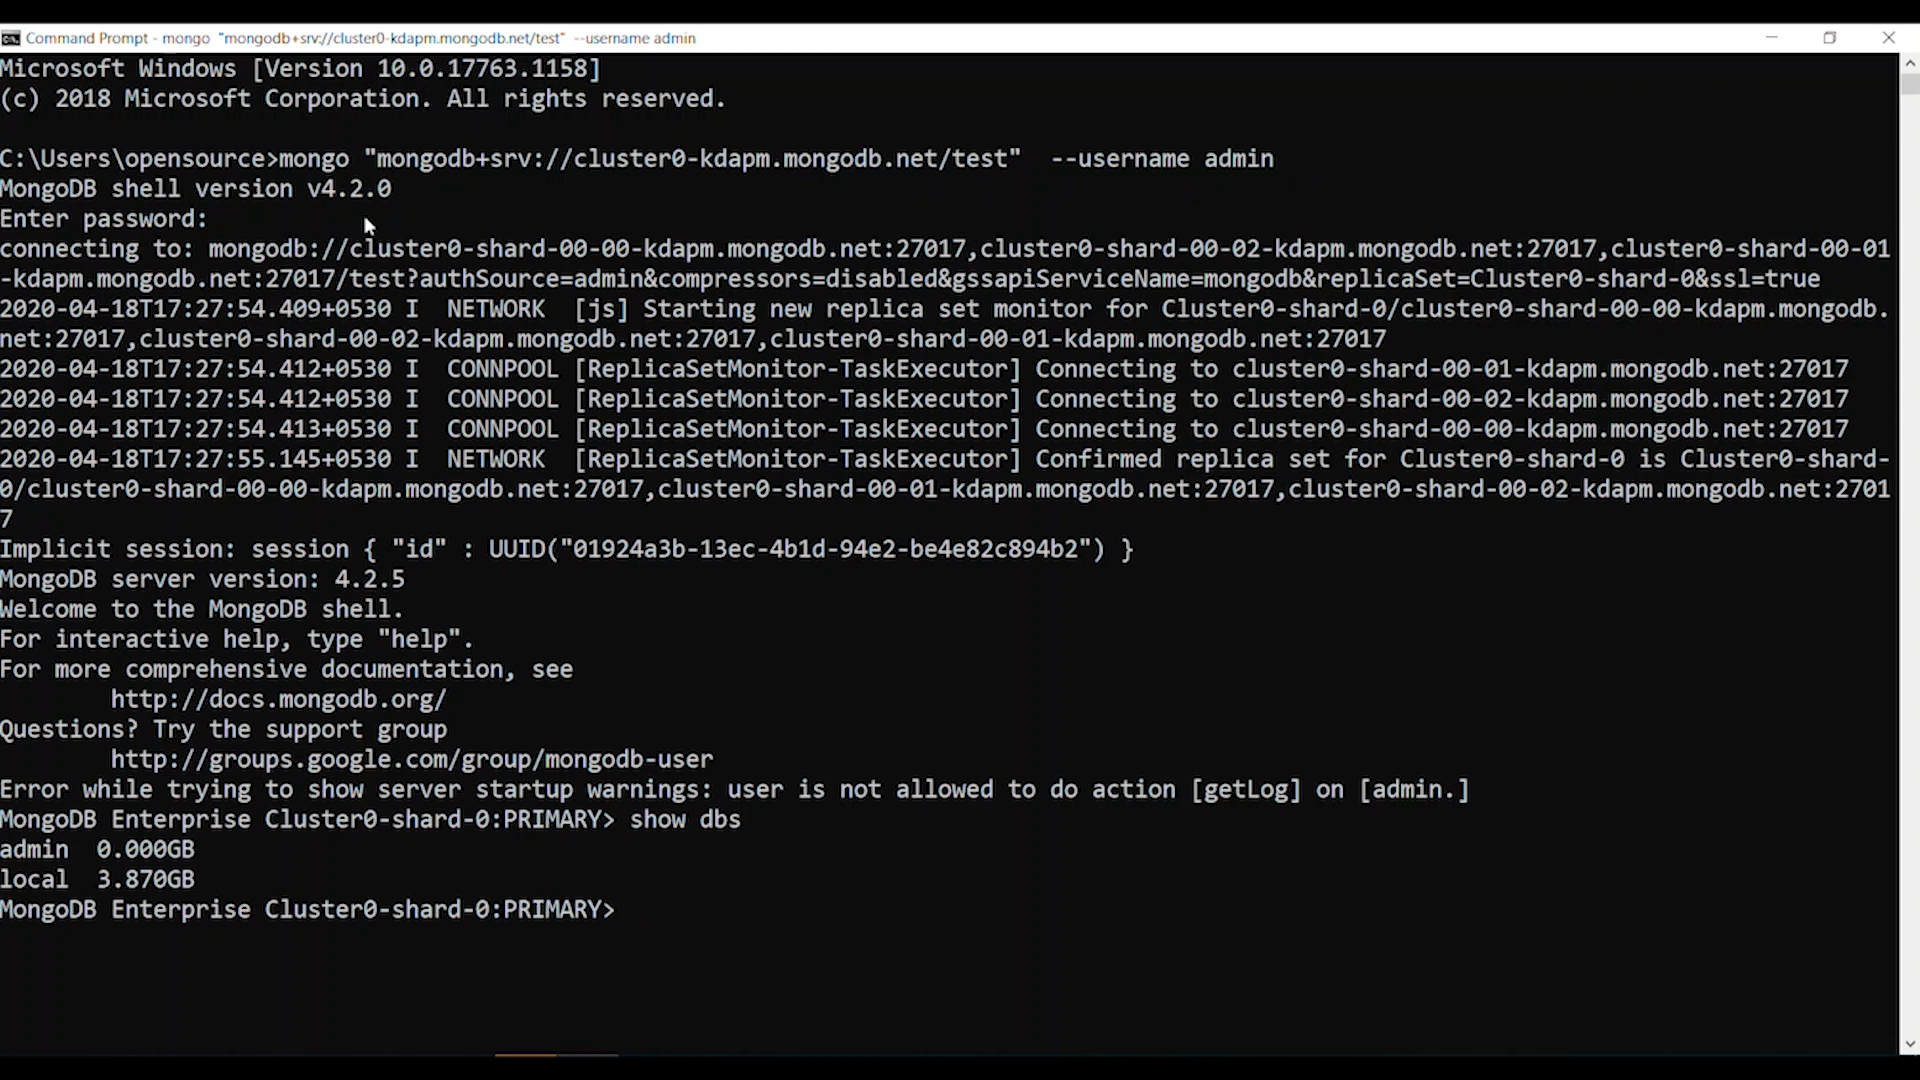 Command Prompt - mongo "mongodb+srv://cluster0-kdapm.mongodb.net/test" --username admin
Microsoft Windows [Version 10.0.17763.1158]
(c) 2018 Microsoft Corporation. All rights reserved.
C:\Users\opensource>mongo "mongodb+srv://cluster0-kdapm.mongodb.net/test"  --username admin
MongoDB shell version v4.2.0
Enter password:
connecting to: mongodb://cluster0-shard-00-00-kdapm.mongodb.net:27017,cluster0-shard-00-02-kdapm.mongodb.net:27017,cluster0-shard-00-01
-kdapm.mongodb.net:27017/test?authSource=admin&compressors=disabled&gssapiServiceName=mongodb&replicaSet=Cluster0-shard-0&ssl=true
2020-04-18T17:27:54.409+0530 I  NETWORK  [js] Starting new replica set monitor for Cluster0-shard-0/cluster0-shard-00-00-kdapm.mongodb.
net:27017,cluster0-shard-00-02-kdapm.mongodb.net:27017,cluster0-shard-00-01-kdapm.mongodb.net:27017
2020-04-18T17:27:54.412+0530 I  CONNPOOL [ReplicaSetMonitor-TaskExecutor] Connecting to cluster0-shard-00-01-kdapm.mongodb.net:27017
2020-04-18T17:27:54.412+0530 I  CONNPOOL [ReplicaSetMonitor-TaskExecutor] Connecting to cluster0-shard-00-02-kdapm.mongodb.net:27017
2020-04-18T17:27:54.413+0530 I  CONNPOOL [ReplicaSetMonitor-TaskExecutor] Connecting to cluster0-shard-00-00-kdapm.mongodb.net:27017
2020-04-18T17:27:55.145+0530 I  NETWORK  [ReplicaSetMonitor-TaskExecutor] Confirmed replica set for Cluster0-shard-0 is Cluster0-shard-
0/cluster0-shard-00-00-kdapm.mongodb.net:27017,cluster0-shard-00-01-kdapm.mongodb.net:27017,cluster0-shard-00-02-kdapm.mongodb.net:2701
7
Implicit session: session { "id" : UUID("01924a3b-13ec-4b1d-94e2-be4e82c894b2") }
MongoDB server version: 4.2.5
Welcome to the MongoDB shell.
For interactive help, type "help".
For more comprehensive documentation, see
http://docs.mongodb.org/
Questions? Try the support group
http://groups.google.com/group/mongodb-user
Error while trying to show server startup warnings: user is not allowed to do action [getLog] on [admin.]
MongoDB Enterprise Cluster0-shard-0:PRIMARY> show dbs
admin  0.000GB
local  3.870GB
MongoDB Enterprise Cluster0-shard-0:PRIMARY>